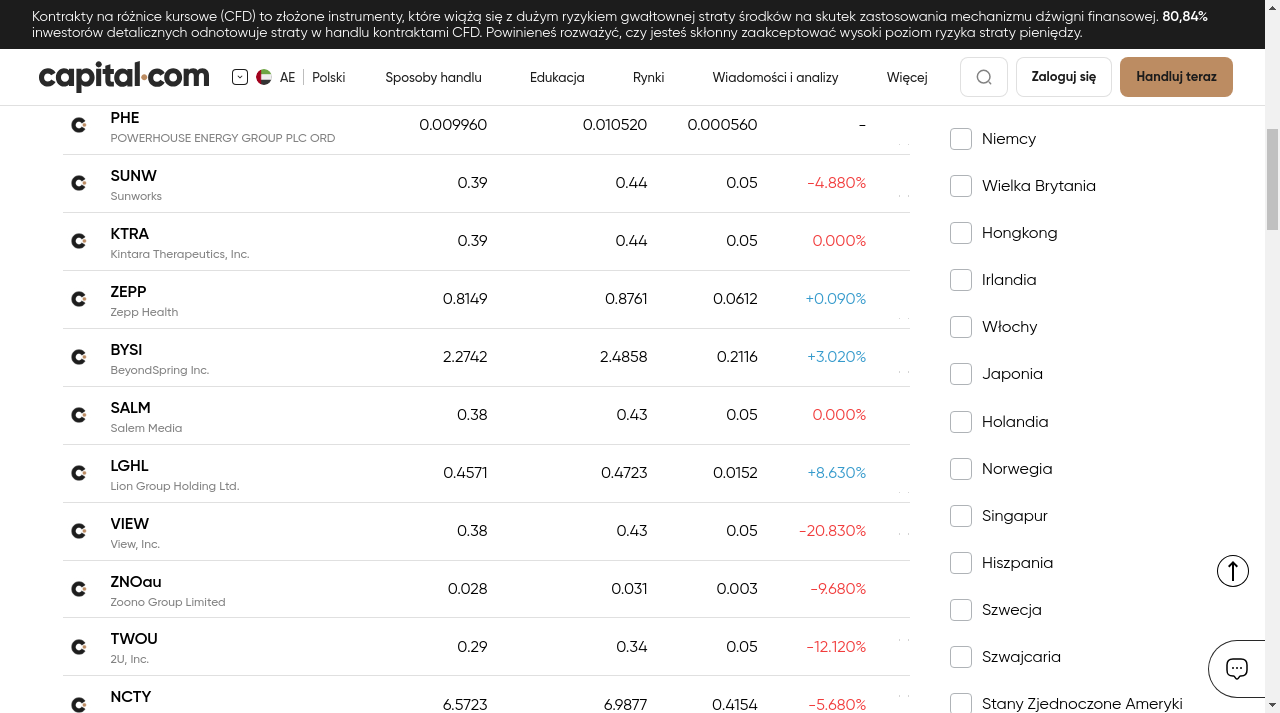 Kontrakty na różnice kursowe (CFD) to złożone instrumenty, które wiążą się z dużym ryzykiem gwałtownej straty środków na skutek zastosowania mechanizmu dźwigni finansowej. 80,84%
inwestorów detalicznych odnotowuje straty w handlu kontraktami CFD. Powinieneś rozważyć, czy jesteś skłonny zaakceptować wysoki poziom ryzyka straty pieniędzy.
capital.com AE Polski Sposoby handlu Edukacja Rynki Wiadomości i analizy Więcej Zaloguj się Handluj teraz
PHE 0.009960 0.010520 0.000560 -
POWERHOUSE ENERGY GROUP PLC ORD
SUNW 0.39 0.44 0.05 -4.880%
Sunworks
KTRA 0.39 0.44 0.05 0.000%
Kintara Therapeutics, Inc.
ZEPP 0.8149 0.8761 0.0612 +0.090%
Zepp Health
BYSI 2.2742 2.4858 0.2116 +3.020%
BeyondSpring Inc.
SALM 0.38 0.43 0.05 0.000%
Salem Media
LGHL 0.4571 0.4723 0.0152 +8.630%
Lion Group Holding Ltd.
VIEW 0.38 0.43 0.05 -20.830%
View, Inc.
ZNOau 0.028 0.031 0.003 -9.680%
Zoono Group Limited
TWOU 0.29 0.34 0.05 -12.120%
2U, Inc.
NCTY 6.5723 6.9877 0.4154 -5.680%
Niemcy
Wielka Brytania
Hongkong
Irlandia
Włochy
Japonia
Holandia
Norwegia
Singapur
Hiszpania
Szwecja
Szwajcaria
Stany Zjednoczone Ameryki